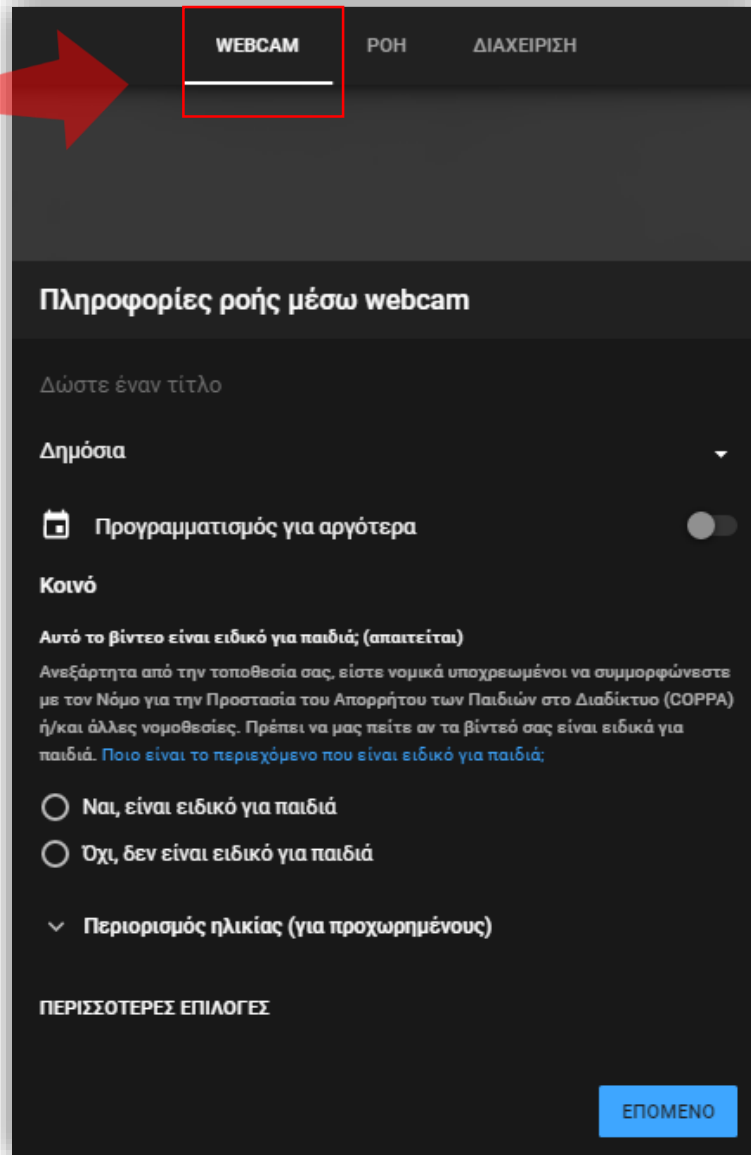 WEBCAM ΡΟΗ ΔΙΑΧΕΙΡΙΣΗ
Πληροφορίες ροής μέσω webcam
Δώστε έναν τίτλο
Δημόσια
Προγραμματισμός για αργότερα
Κοινό
Αυτό το βίντεο είναι ειδικό για παιδιά; (απαιτείται)
Ανεξάρτητα από την τοποθεσία σας, είστε νομικά υποχρεωμένοι να συμμορφώνεστε
με τον Νόμο για την Προστασία του Απορρήτου των Παιδιών στο Διαδίκτυο (COPPA)
ή/και άλλες νομοθεσίες. Πρέπει να μας πείτε αν τα βίντεό σας είναι ειδικά για
παιδιά. Ποιο είναι το περιεχόμενο που είναι ειδικό για παιδιά;
Ναι, είναι ειδικό για παιδιά
Όχι, δεν είναι ειδικό για παιδιά
Περιορισμός ηλικίας (για προχωρημένους)
ΠΕΡΙΣΣΟΤΕΡΕΣ ΕΠΙΛΟΓΕΣ
ΕΠΟΜΕΝΟ